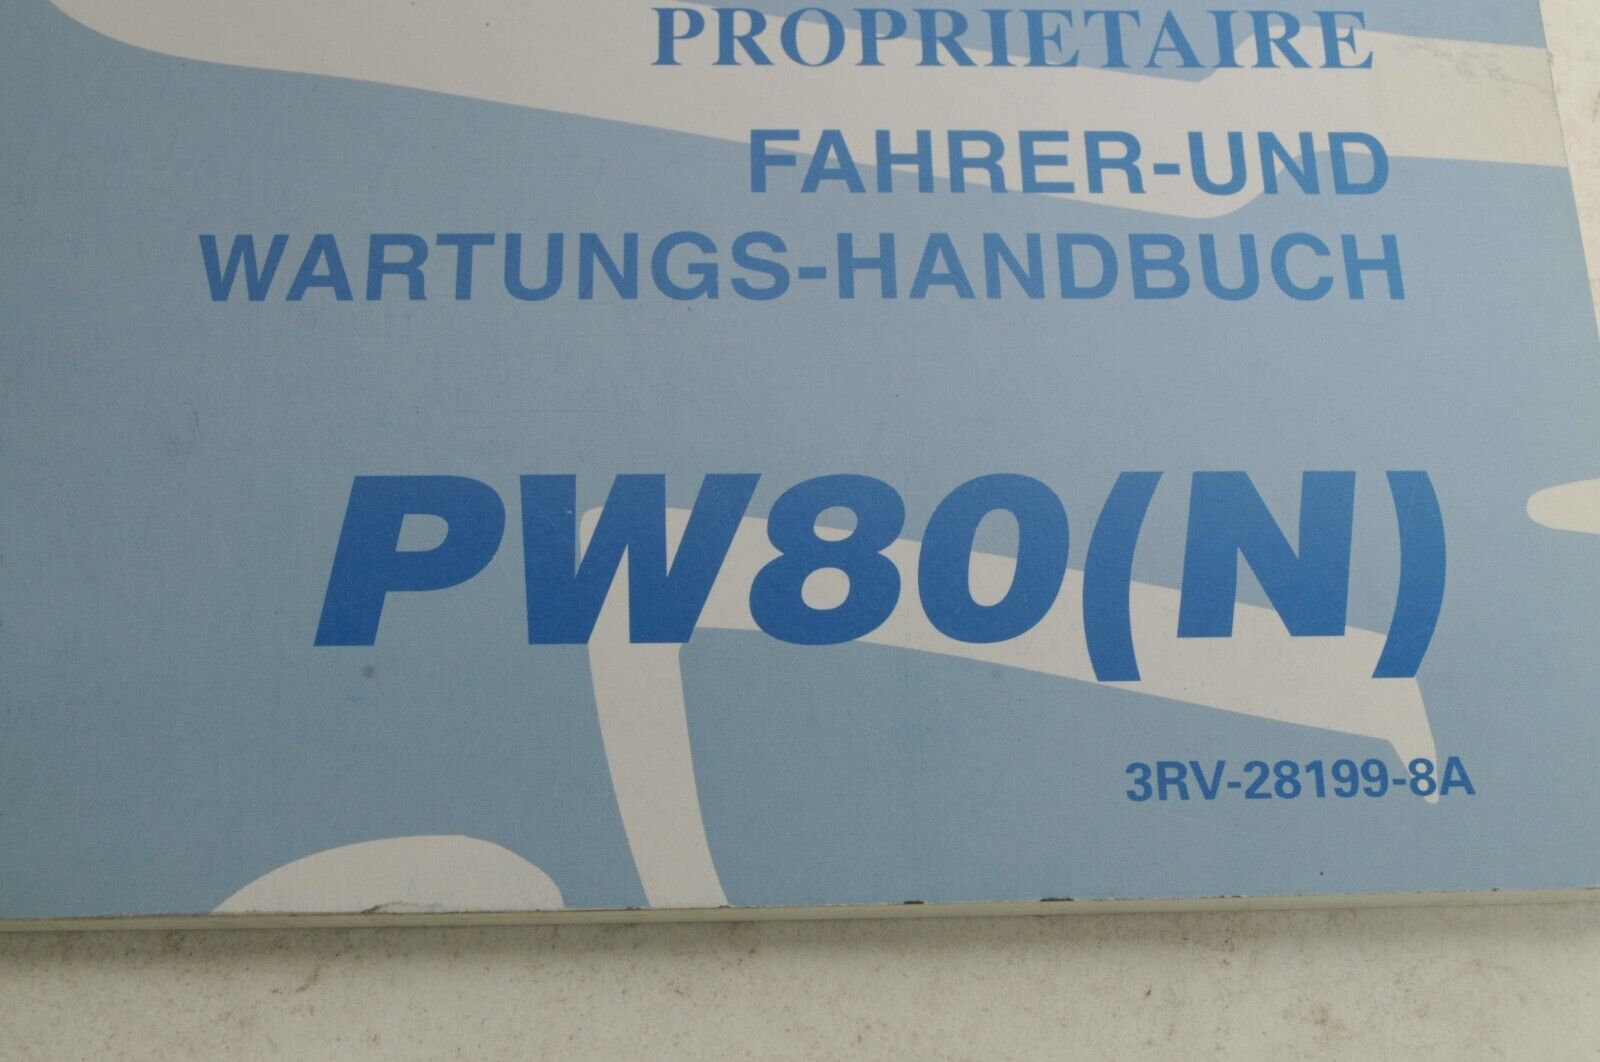 PROPRIETAIRE
FAHRER-UND
WARTUNGS-HANDBUCH
PW80(N)
3RV-28199-8A